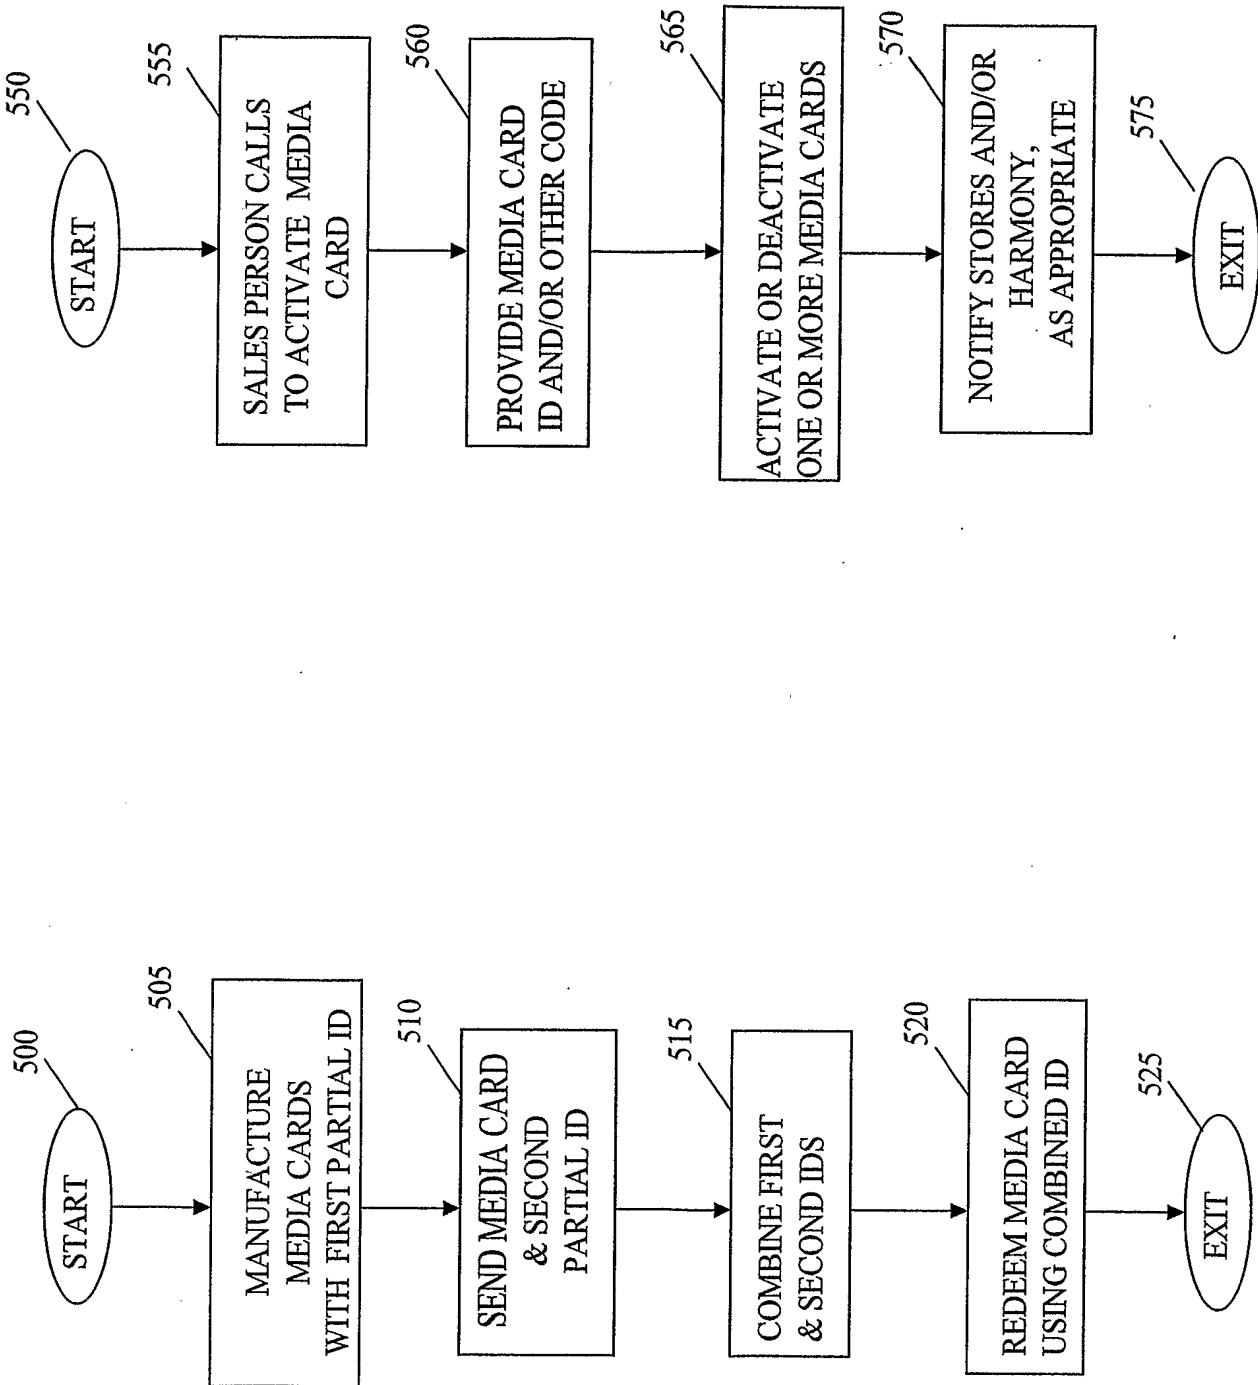 500
START
505
MANUFACTURE
MEDIA CARDS
WITH FIRST PARTIAL ID
510
SEND MEDIA CARD
& SECOND
PARTIAL ID
515
COMBINE FIRST
& SECOND IDS
520
REDEEM MEDIA CARD
USING COMBINED ID
525
EXIT
550
START
555
SALES PERSON CALLS
TO ACTIVATE MEDIA
CARD
560
PROVIDE MEDIA CARD
ID AND/OR OTHER CODE
565
ACTIVATE OR DEACTIVATE
ONE OR MORE MEDIA CARDS
570
NOTIFY STORES AND/OR
HARMONY,
AS APPROPRIATE
575
EXIT